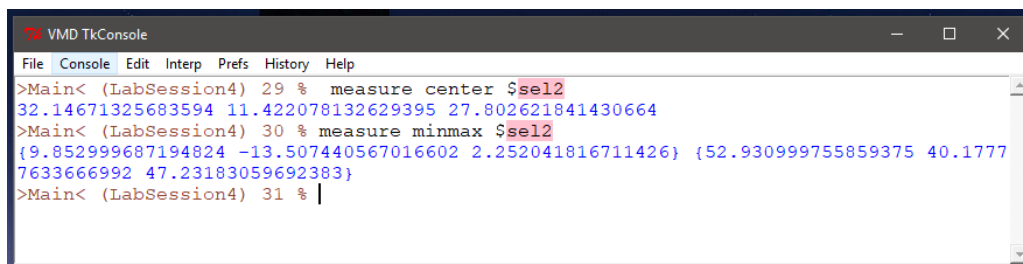 VMD TkConsole
File Console Edit Interp Prefs History Help
>Main< (LabSession4) 29 %  measure center $sel2
32.14671325683594 11.422078132629395 27.802621841430664
>Main< (LabSession4) 30 % measure minmax $sel2
{9.852999687194824 -13.507440567016602 2.252041816711426} {52.930999755859375 40.1777
7633666992 47.23183059692383}
>Main< (LabSession4) 31 %